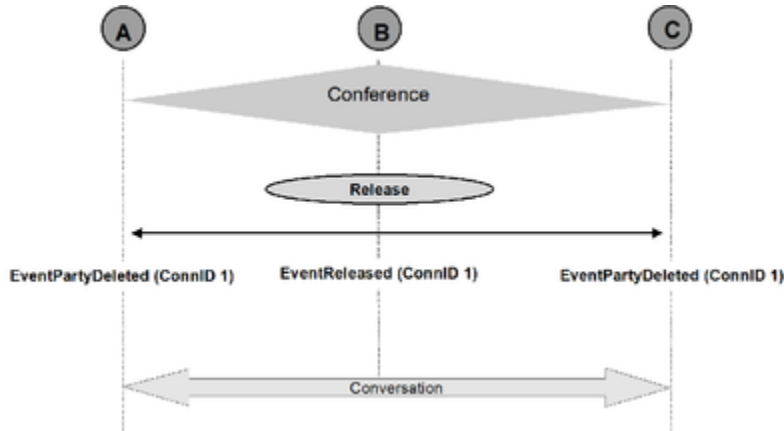 A
B
C
Conference
Release
EventPartyDeleted (ConnID 1)
EventReleased (ConnID 1)
EventPartyDeleted (ConnID 1)
Conversation